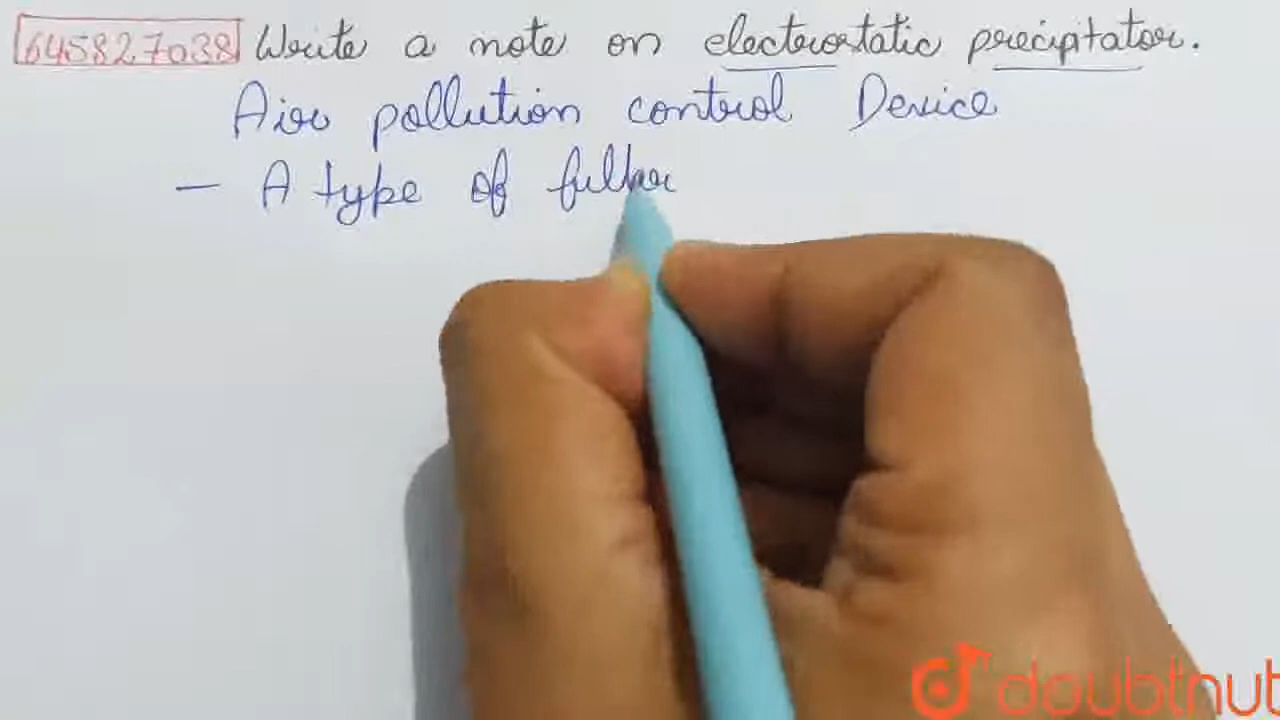 645827038 Write a note on electrostatic precipitator.
Air pollution control Device
- A type of filter
doubtnut